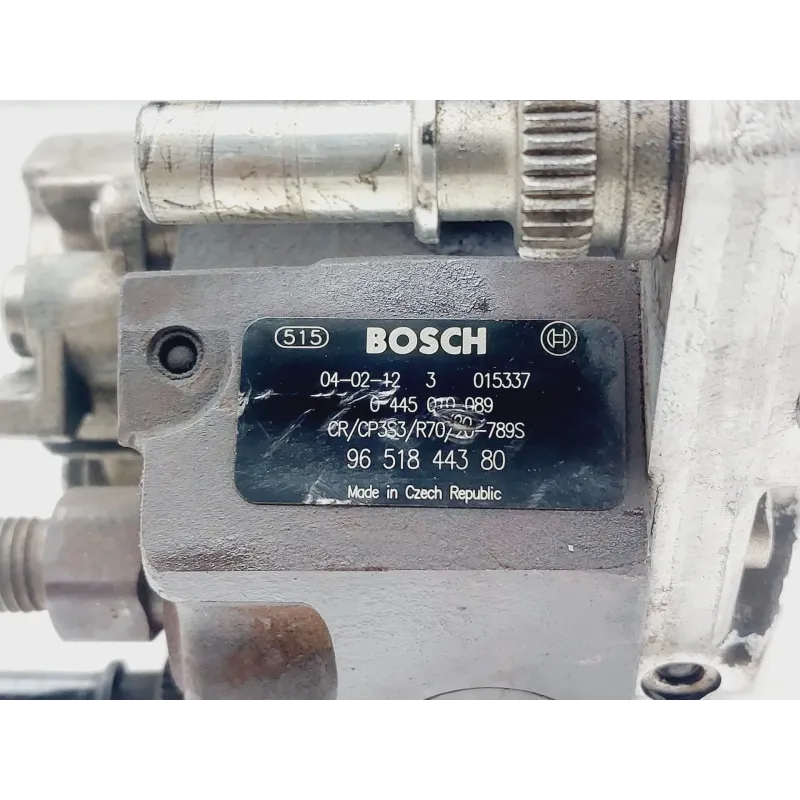 515 BOSCH
04-02-12 3 015337
0 445 010 089
CR/CP3S3/R70/20-789S
96 518 443 80
Made in Czech Republic